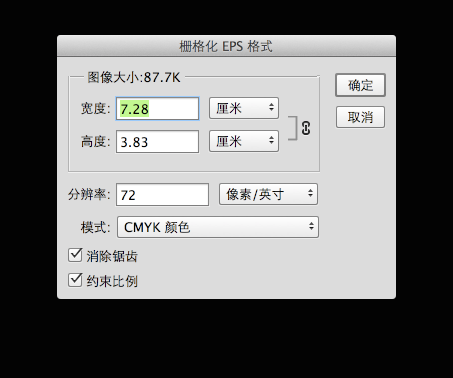 栅格化 EPS 格式
图像大小:87.7K
宽度: 7.28 厘米
高度: 3.83 厘米
确定
取消
分辨率: 72 像素/英寸
模式: CMYK 颜色
消除锯齿
约束比例